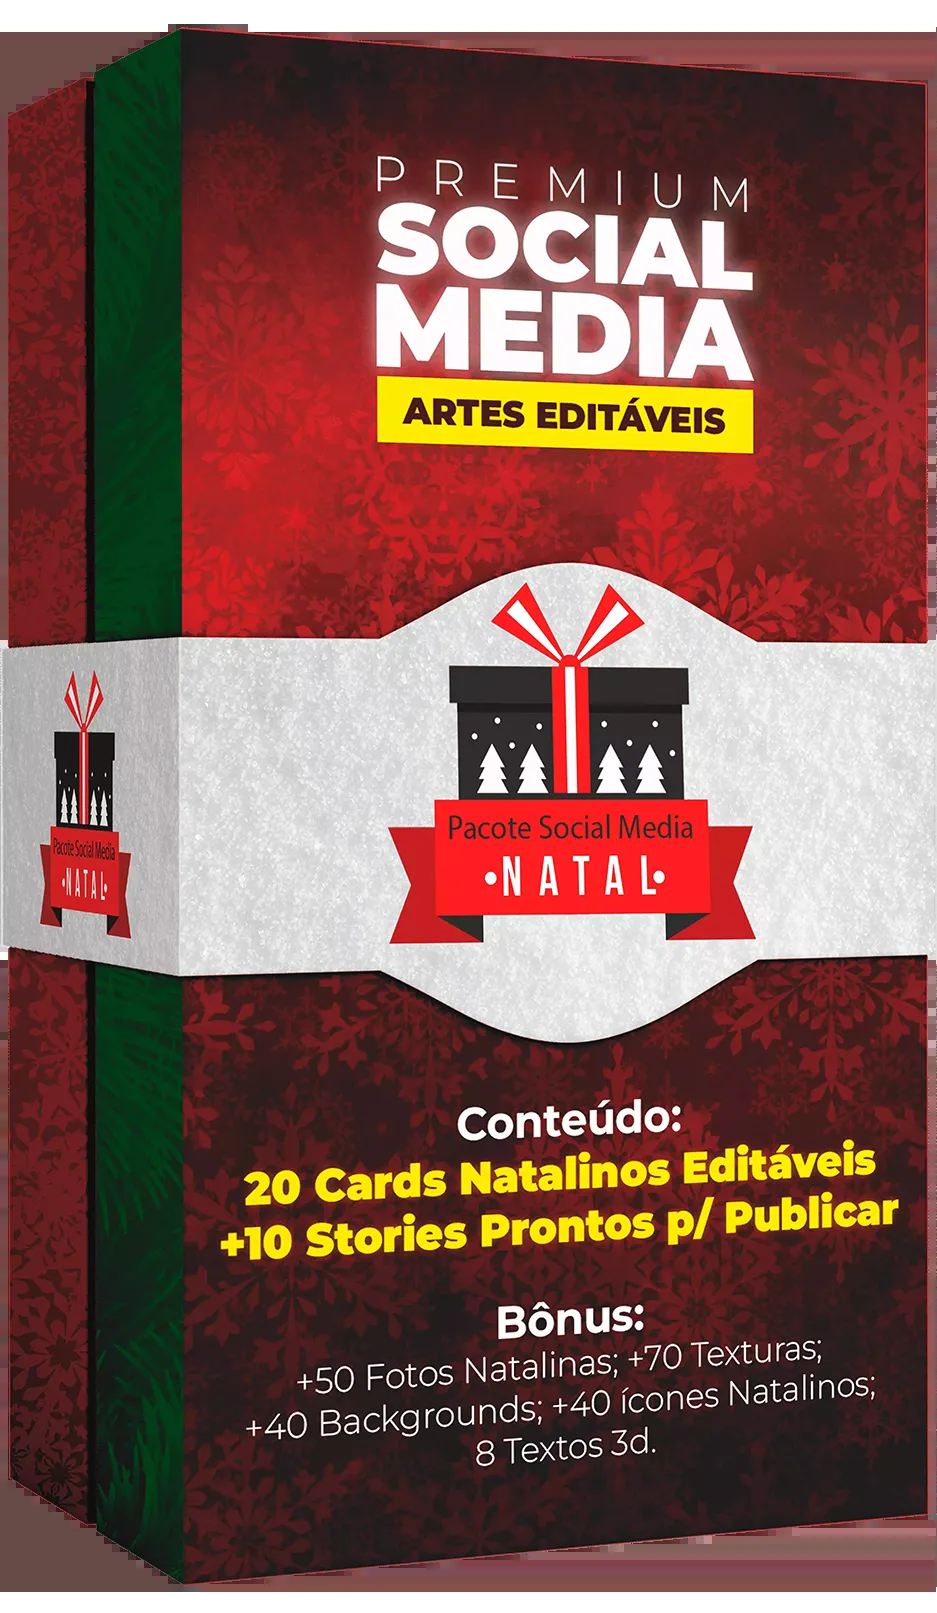 PREMIUM
SOCIAL
MEDIA
ARTES EDITÁVEIS
Pacote Social Media
•NATAL•
Pacote Social Media
•NATAL•
Conteúdo:
20 Cards Natalinos Editáveis
+10 Stories Prontos p/ Publicar
Bônus:
+50 Fotos Natalinas; +70 Texturas;
+40 Backgrounds; +40 ícones Natalinos;
8 Textos 3d.